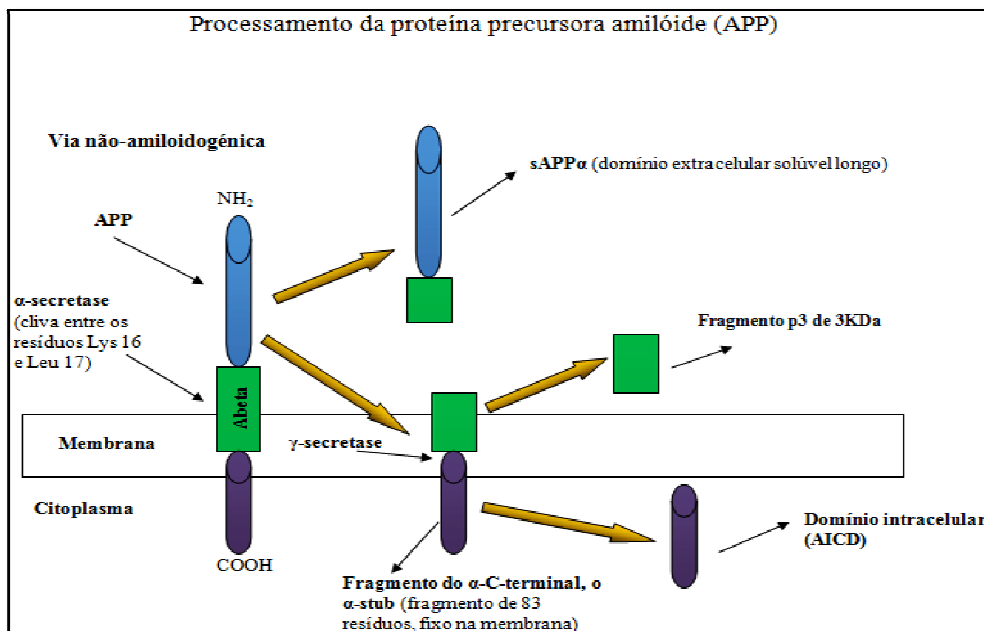 Processamento da proteína precursora amilóide (APP)
Via não-amiloidogénica
sAPPα (domínio extracelular solúvel longo)
NH₂
APP
α-secretase
(cliva entre os
resíduos Lys 16
e Leu 17)
Fragmento p3 de 3KDa
Abeta
Membrana
γ-secretase
Citoplasma
Domínio intracelular
(AICD)
COOH
Fragmento do α-C-terminal, o
α-stub (fragmento de 83
resíduos, fixo na membrana)